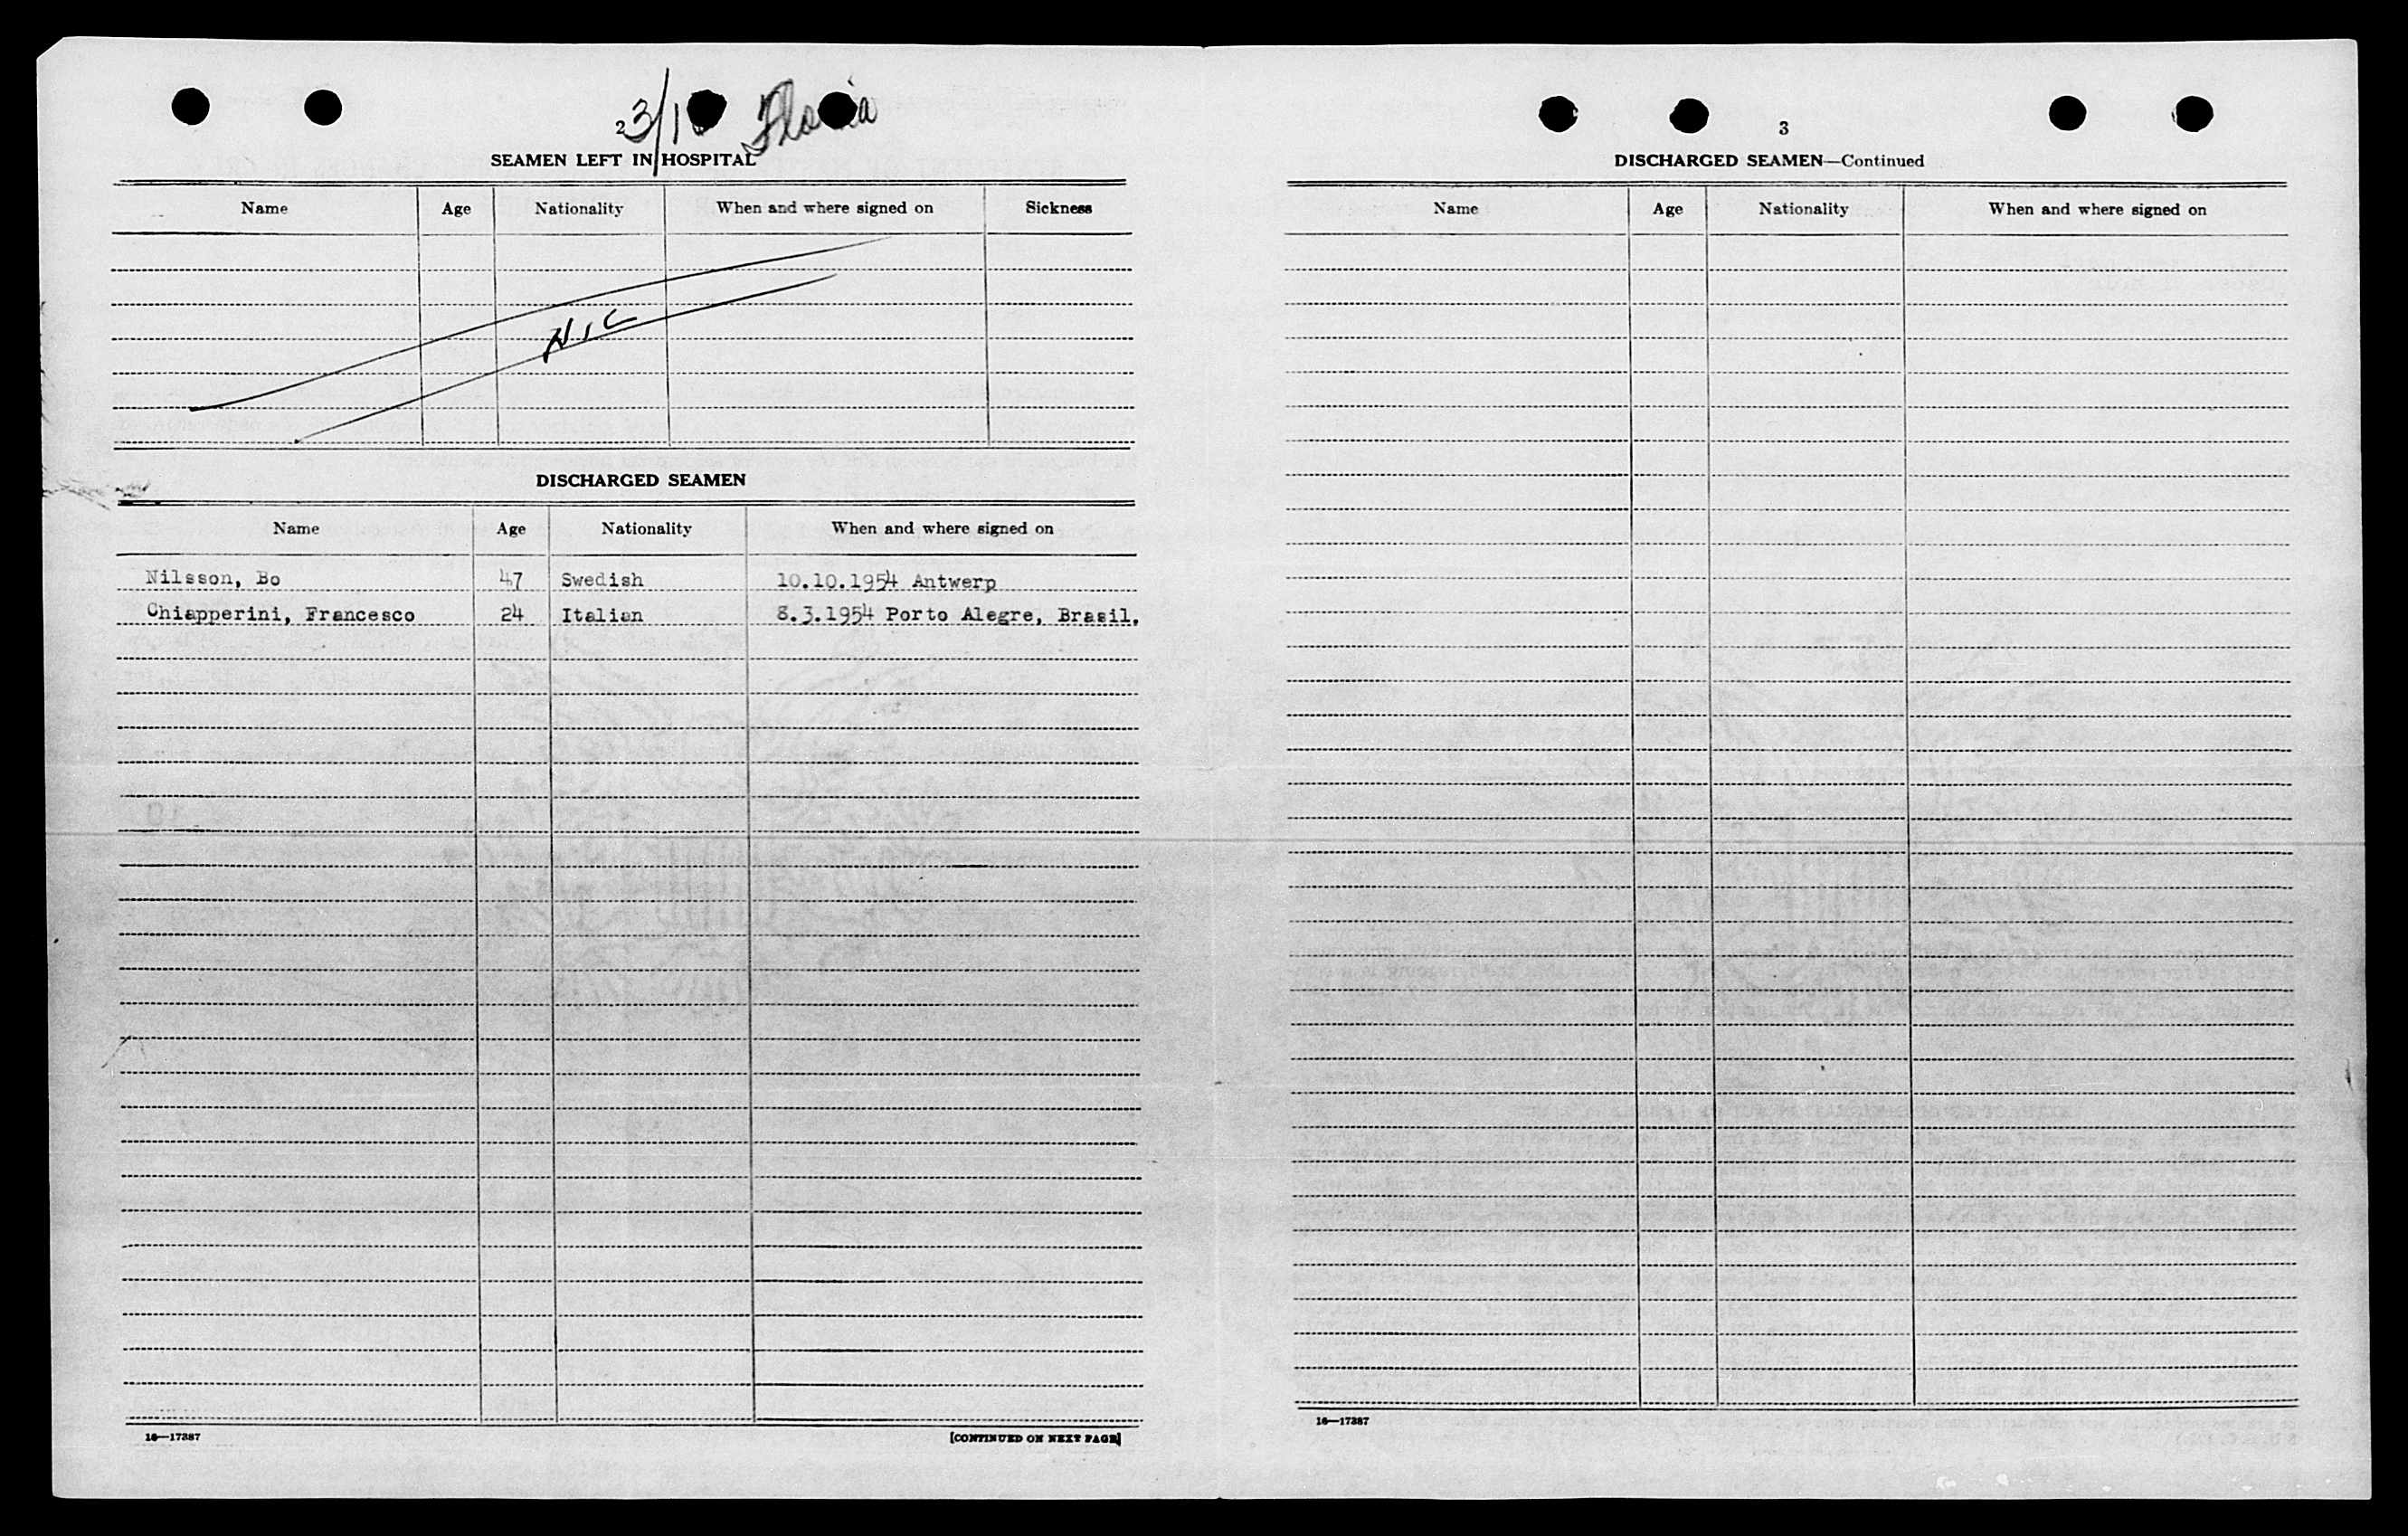 2
3/1
SEAMEN LEFT IN HOSPITAL
Name Age Nationality When and where signed on Sickness
DISCHARGED SEAMEN
Name Age Nationality When and where signed on
Nilsson, Bo 47 Swedish 10.10.1954 Antwerp
Chiapperini, Francesco 24 Italian 8.3.1954 Porto Alegre, Brasil.
16—17387 [CONTINUED ON NEXT PAGE]
3
DISCHARGED SEAMEN—Continued
Name Age Nationality When and where signed on
16—17387